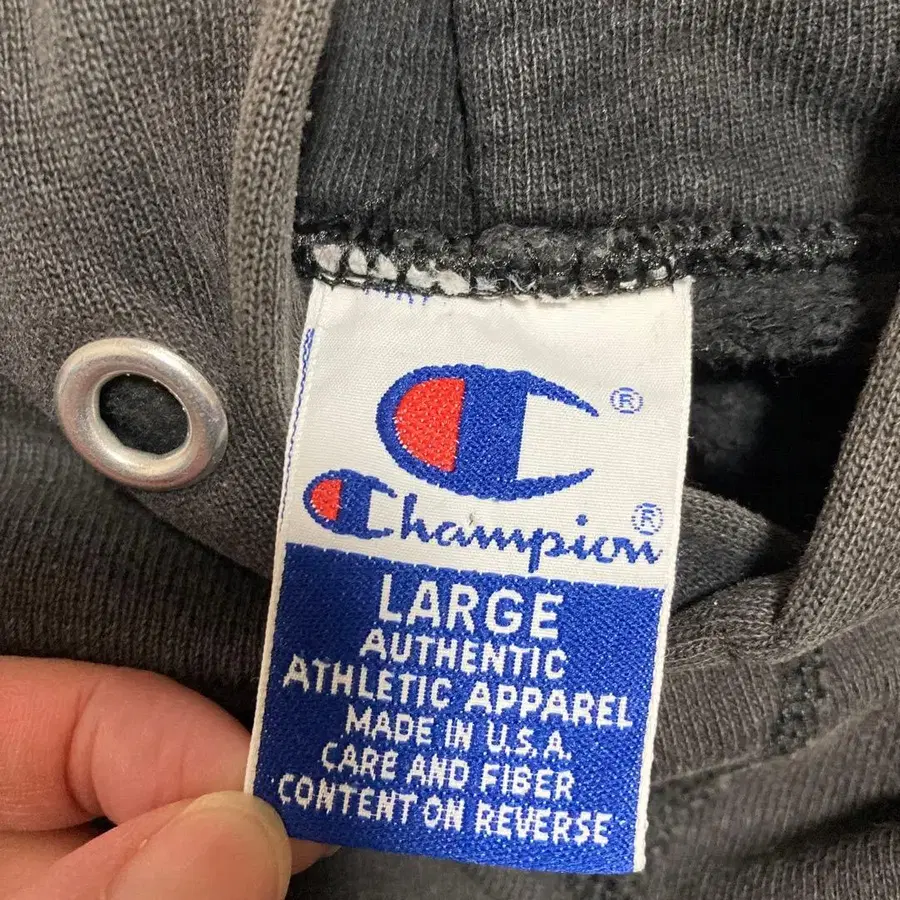 ®
Champion®
LARGE
AUTHENTIC
ATHLETIC APPAREL
MADE IN U.S.A.
CARE AND FIBER
CONTENT ON REVERSE